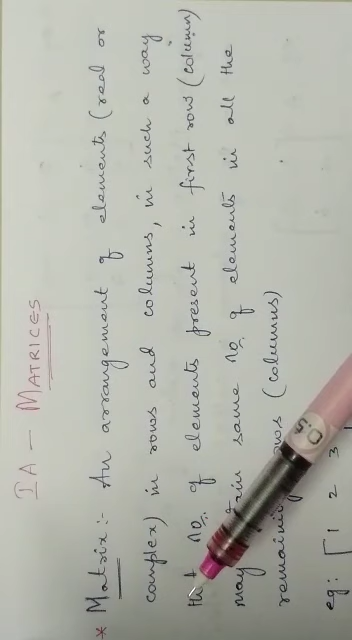 IA - MATRICES
* Matrix:- An arrangement of elements (real or
complex) in rows and columns, in such a way
that no. of elements present in first row (column)
may same no. of elements in all the
remaining rows (columns)
eg: [ 1 2 3
0.5